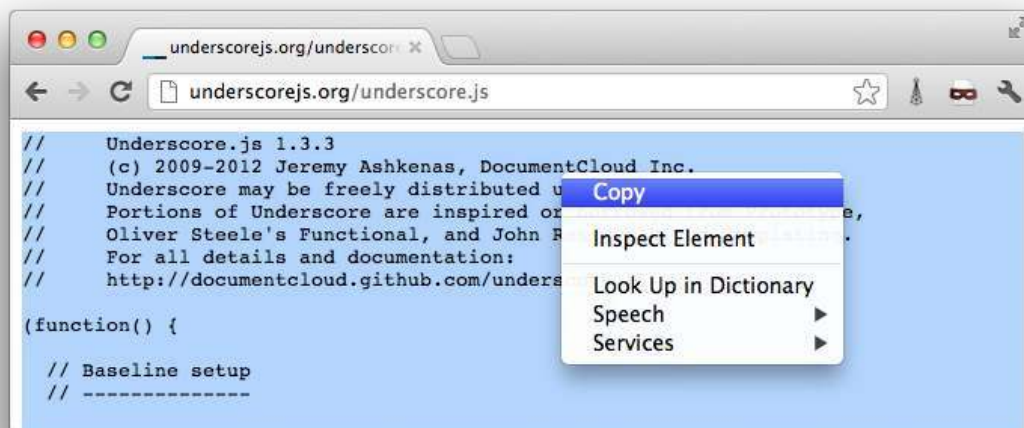 underscorejs.org/underscor
underscorejs.org/underscore.js
// Underscore.js 1.3.3
// (c) 2009-2012 Jeremy Ashkenas, DocumentCloud Inc.
// Underscore may be freely distributed
// Portions of Underscore are inspired or
// Oliver Steele's Functional, and John
// For all details and documentation:
// http://documentcloud.github.com/unders
(function() {
// Baseline setup
// --------------
Copy
Inspect Element
Look Up in Dictionary
Speech
Services